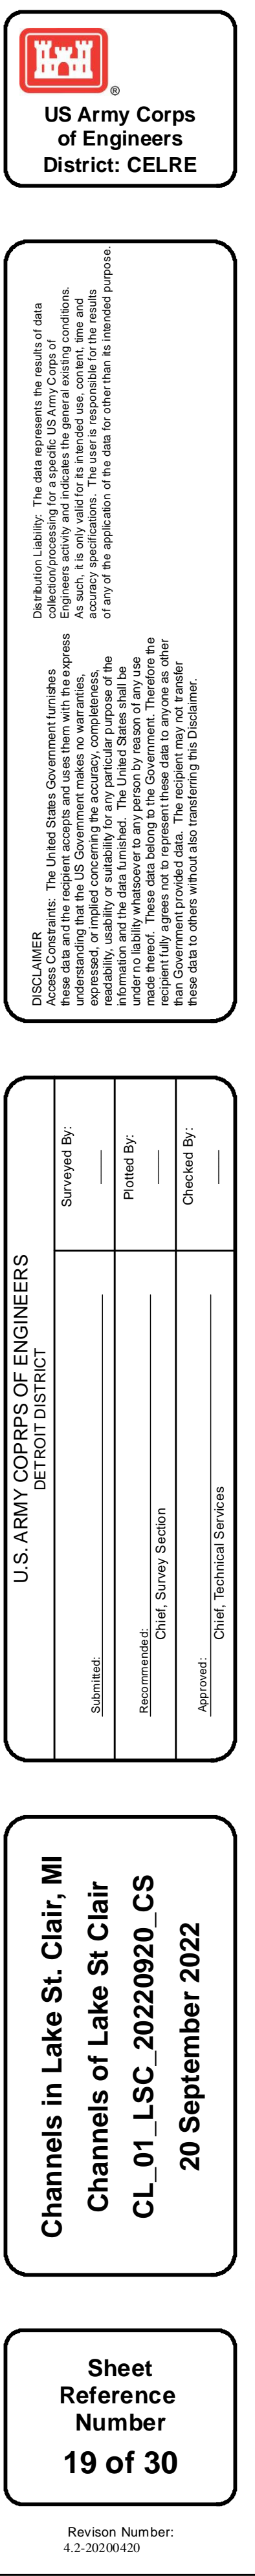 ®
US Army Corps
of Engineers
District: CELRE
DISCLAIMER
Access Constraints: The United States Government furnishes
these data and the recipient accepts and uses them with the express
understanding that the US Government makes no warranties,
expressed, or implied concerning the accuracy, completeness,
readability, usability or suitability for any particular purpose of the
information and the data furnished. The United States shall be
under no liability whatsoever to any person by reason of any use
made thereof. These data belong to the Government. Therefore the
recipient fully agrees not to represent these data to anyone as other
than Government provided data. The recipient may not transfer
these data to others without also transferring this Disclaimer.
Distribution Liability: The data represents the results of data
collection/processing for a specific US Army Corps of
Engineers activity and indicates the general existing conditions.
As such, it is only valid for its intended use, content, time and
accuracy specifications. The user is responsible for the results
of any of the application of the data for other than its intended purpose.
U.S. ARMY COPRPS OF ENGINEERS
DETROIT DISTRICT
Submitted:
Surveyed By:
Recommended:
Chief, Survey Section
Plotted By:
Approved:
Chief, Technical Services
Checked By:
Channels in Lake St. Clair, MI
Channels of Lake St Clair
CL_01_LSC_20220920_CS
20 September 2022
Sheet
Reference
Number
19 of 30
Revison Number:
4.2-20200420